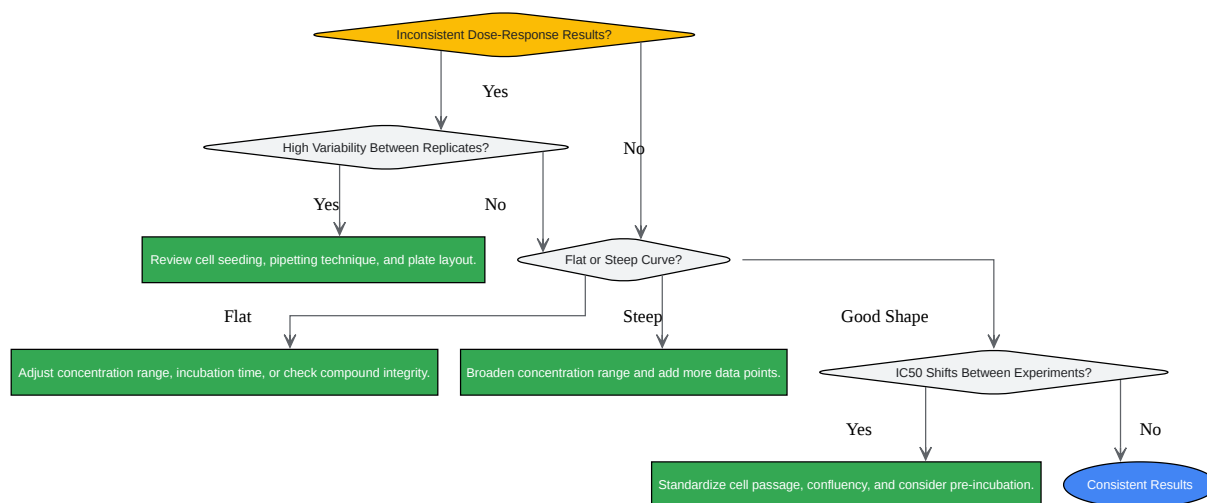 Inconsistent Dose-Response Results?
Yes
No
High Variability Between Replicates?
Yes
No
Review cell seeding, pipetting technique, and plate layout.
Flat or Steep Curve?
Flat
Steep
Good Shape
Adjust concentration range, incubation time, or check compound integrity.
Broaden concentration range and add more data points.
IC50 Shifts Between Experiments?
Yes
No
Standardize cell passage, confluency, and consider pre-incubation.
Consistent Results